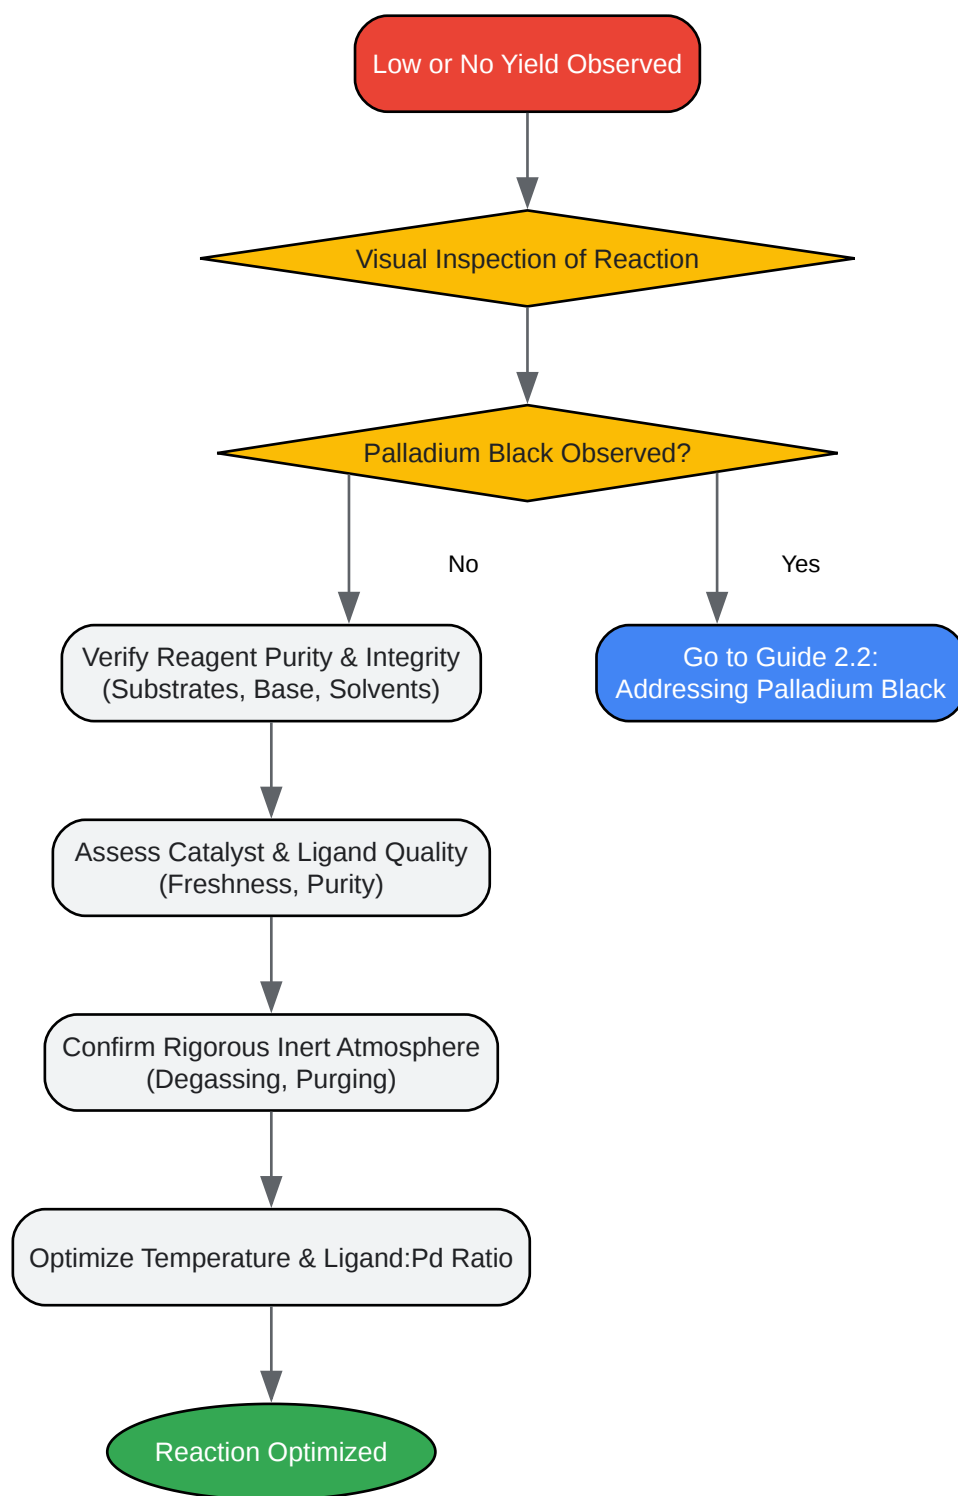 Low or No Yield Observed
Visual Inspection of Reaction
Palladium Black Observed?
No
Yes
Verify Reagent Purity & Integrity
(Substrates, Base, Solvents)
Go to Guide 2.2:
Addressing Palladium Black
Assess Catalyst & Ligand Quality
(Freshness, Purity)
Confirm Rigorous Inert Atmosphere
(Degassing, Purging)
Optimize Temperature & Ligand:Pd Ratio
Reaction Optimized